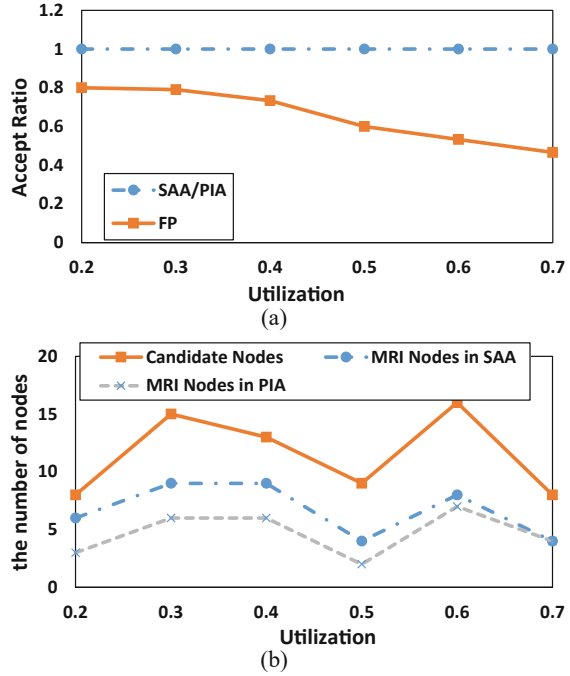 1.2
1
0.8
0.6
0.4
0.2
0
Accept Ratio
SAA/PIA
FP
0.2 0.3 0.4 0.5 0.6 0.7
Utilization
(a)
20
15
10
5
0
the number of nodes
Candidate Nodes MRI Nodes in SAA
MRI Nodes in PIA
0.2 0.3 0.4 0.5 0.6 0.7
Utilization
(b)